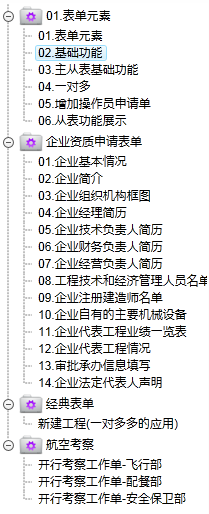 01.表单元素
01.表单元素
02.基础功能
03.主从表基础功能
04.一对多
05.增加操作员申请单
06.从表功能展示
企业资质申请表单
01.企业基本情况
02.企业简介
03.企业组织机构框图
04.企业经理简历
05.企业技术负责人简历
06.企业财务负责人简历
07.企业经营负责人简历
08.工程技术和经济管理人员名单
09.企业注册建造师名单
10.企业自有的主要机械设备
11.企业代表工程业绩一览表
12.企业代表工程情况
13.审批承办信息填写
14.企业法定代表人声明
经典表单
新建工程(一对多多的应用)
航空考察
开行考察工作单-飞行部
开行考察工作单-配餐部
开行考察工作单-安全保卫部